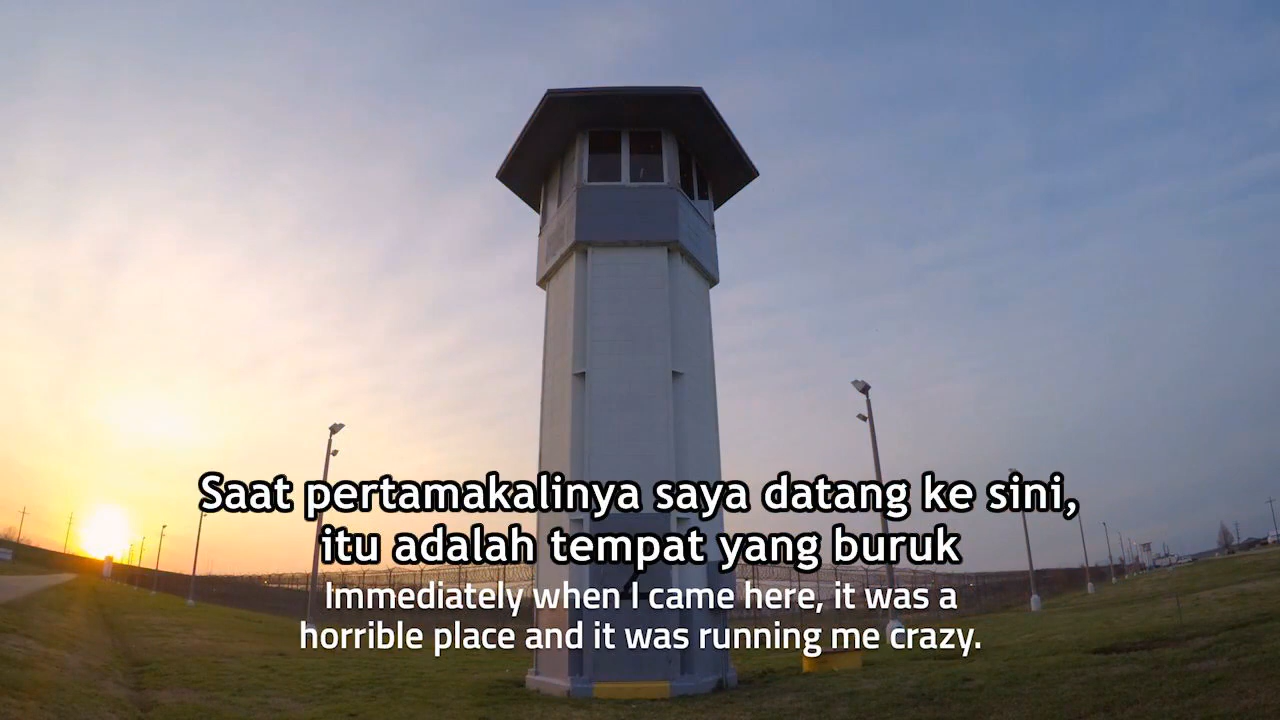 Saat pertamakalinya saya datang ke sini,
itu adalah tempat yang buruk
Immediately when I came here, it was a
horrible place and it was running me crazy.